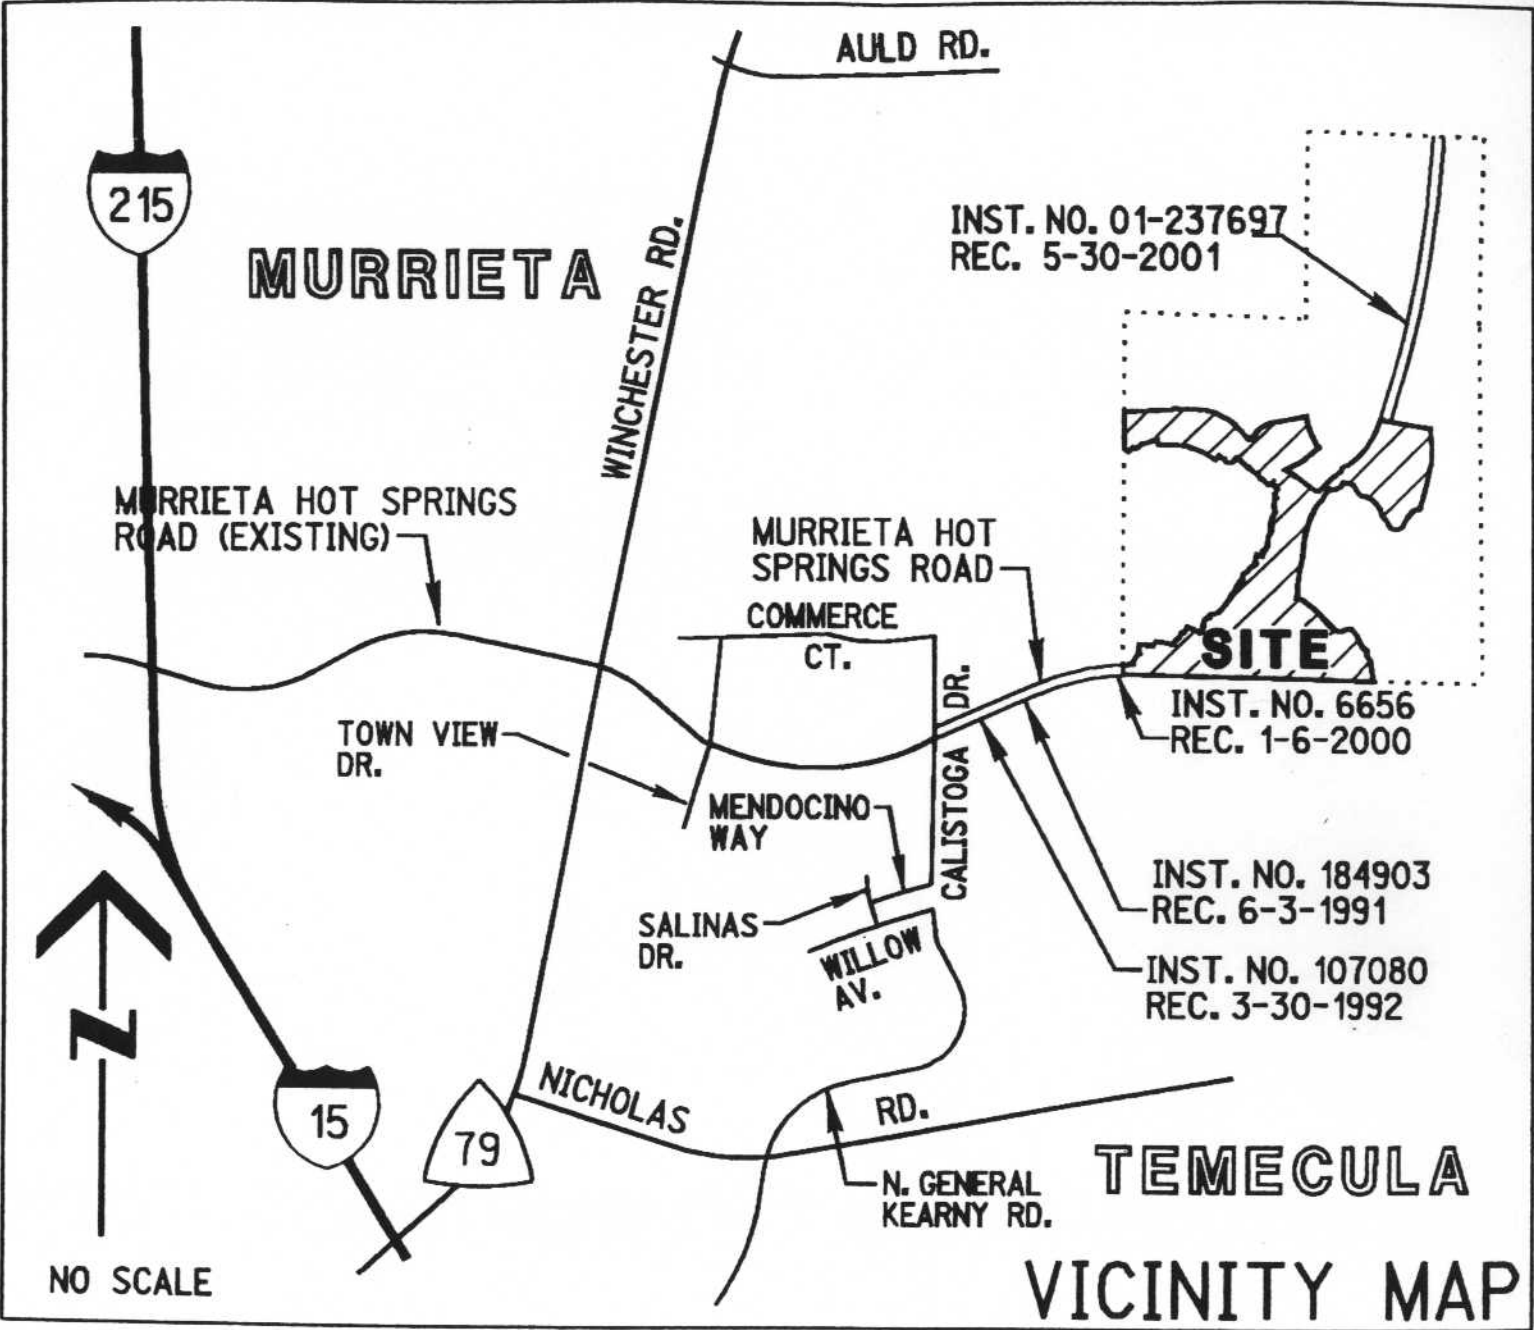 AULD RD.
215
MURRIETA
WINCHESTER RD.
INST. NO. 01-237697
REC. 5-30-2001
MURRIETA HOT SPRINGS
ROAD (EXISTING)
MURRIETA HOT
SPRINGS ROAD
COMMERCE
CT.
SITE
INST. NO. 6656
REC. 1-6-2000
TOWN VIEW
DR.
MENDOCINO
WAY
CALISTOGA DR.
INST. NO. 184903
REC. 6-3-1991
SALINAS
DR.
WILLOW
AV.
INST. NO. 107080
REC. 3-30-1992
N
15
79
NICHOLAS RD.
N. GENERAL
KEARNY RD.
TEMECULA
NO SCALE
VICINITY MAP